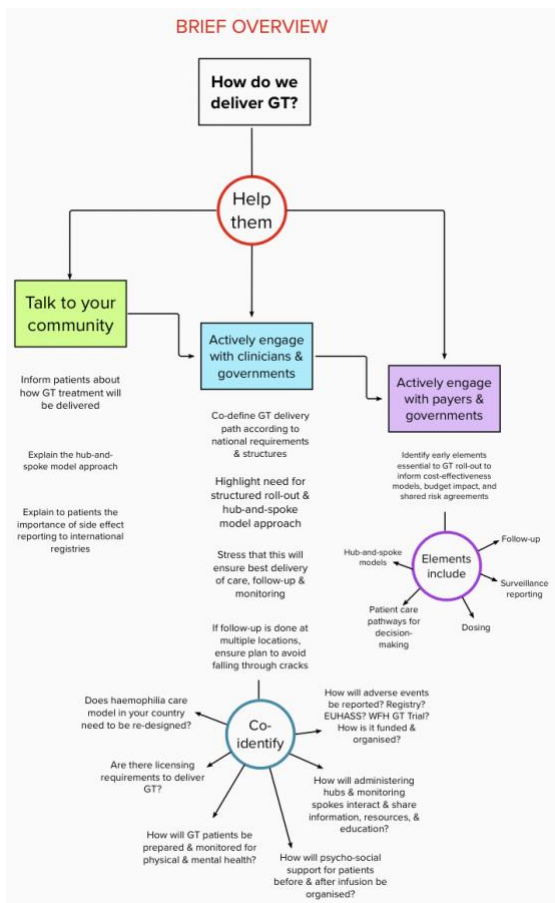 BRIEF OVERVIEW
How do we
deliver GT?
Help
them
Talk to your
community
Inform patients about
how GT treatment will
be delivered
Explain the hub-and-
spoke model approach
Explain to patients the
importance of side effect
reporting to international
registries
Actively engage
with clinicians &
governments
Co-define GT delivery
path according to
national requirements
& structures
Highlight need for
structured roll-out &
hub-and-spoke
model approach
Stress that this will
ensure best delivery
of care, follow-up &
monitoring
If follow-up is done at
multiple locations,
ensure plan to avoid
falling through cracks
Co-
identify
Does haemophilia care
model in your country
need to be re-designed?
Are there licensing
requirements to deliver
GT?
How will GT patients be
prepared & monitored for
physical & mental health?
How will psycho-social
support for patients
before & after infusion be
organised?
How will administering
hubs & monitoring
spokes interact & share
information, resources, &
education?
How will adverse events
be reported? Registry?
EUHASS? WFH GT Trial?
How is it funded &
organised?
Actively engage
with payers &
governments
Identify early elements
essential to GT roll-out to
inform cost-effectiveness
models, budget impact, and
shared risk agreements
Elements
include
Hub-and-spoke
models
Patient care
pathways for
decision-
making
Dosing
Surveillance
reporting
Follow-up